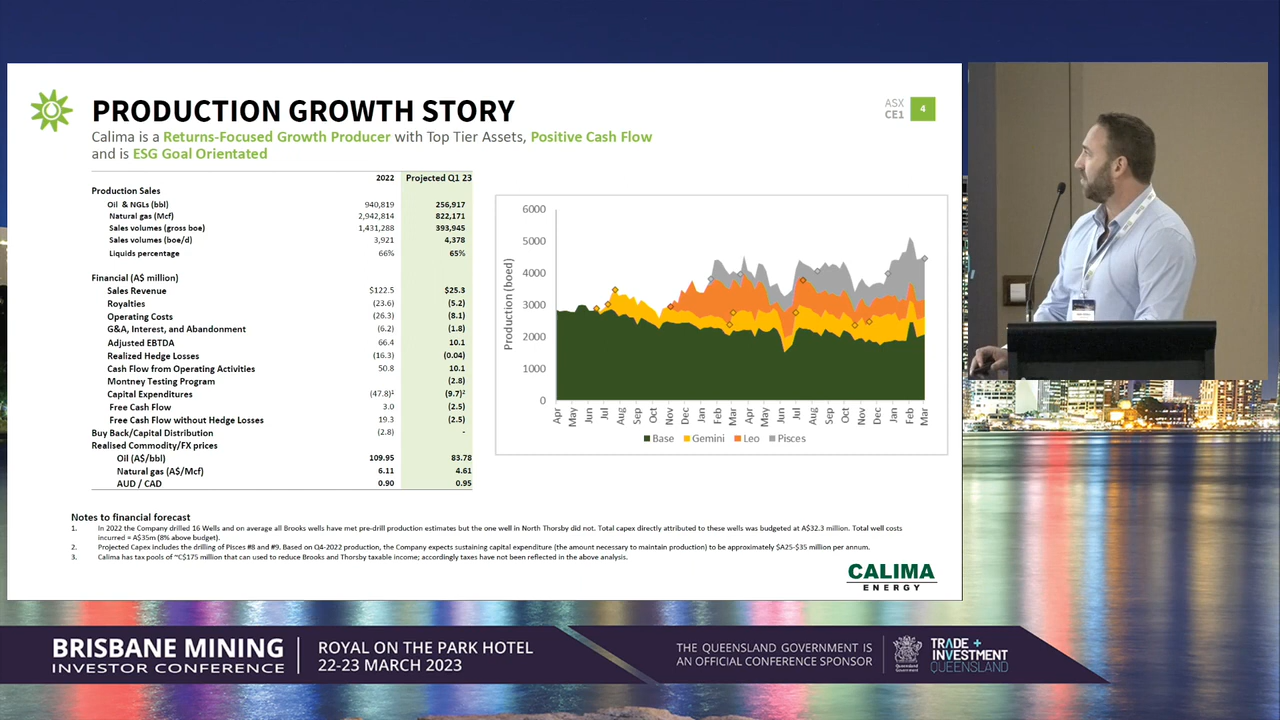 PRODUCTION GROWTH STORY
ASX
CE1
4
Calima is a Returns-Focused Growth Producer with Top Tier Assets, Positive Cash Flow
and is ESG Goal Orientated
2022 Projected Q1 23
Production Sales
Oil & NGLs (bbl) 940,819 256,917
Natural gas (Mcf) 2,942,814 822,171
Sales volumes (gross boe) 1,431,288 393,945
Sales volumes (boe/d) 3,921 4,378
Liquids percentage 66% 65%
Financial (A$ million)
Sales Revenue $122.5 $25.3
Royalties (23.6) (5.2)
Operating Costs (26.3) (8.1)
G&A, Interest, and Abandonment (6.2) (1.8)
Adjusted EBTDA 66.4 10.1
Realized Hedge Losses (16.3) (0.04)
Cash Flow from Operating Activities 50.8 10.1
Montney Testing Program (2.8)
Capital Expenditures (47.8)¹ (9.7)²
Free Cash Flow 3.0 (2.5)
Free Cash Flow without Hedge Losses 19.3 (2.5)
Buy Back/Capital Distribution (2.8) -
Realised Commodity/FX prices
Oil (A$/bbl) 109.95 83.78
Natural gas (A$/Mcf) 6.11 4.61
AUD / CAD 0.90 0.95
Production (boed)
6000
5000
4000
3000
2000
1000
0
Apr May Jun Jul Aug Sep Oct Nov Dec Jan Feb Mar Apr May Jun Jul Aug Sep Oct Nov Dec Jan Feb Mar
Base Gemini Leo Pisces
Notes to financial forecast
1. In 2022 the Company drilled 16 Wells and on average all Brooks wells have met pre-drill production estimates but the one well in North Thorsby did not. Total capex directly attributed to these wells was budgeted at A$32.3 million. Total well costs
incurred = A$35m (8% above budget).
2. Projected Capex includes the drilling of Pisces #8 and #9. Based on Q4-2022 production, the Company expects sustaining capital expenditure (the amount necessary to maintain production) to be approximately $A25-$35 million per annum.
3. Calima has tax pools of ~C$175 million that can used to reduce Brooks and Thorsby taxable income; accordingly taxes have not been reflected in the above analysis.
CALIMA
ENERGY
BRISBANE MINING
INVESTOR CONFERENCE
ROYAL ON THE PARK HOTEL
22-23 MARCH 2023
THE QUEENSLAND GOVERNMENT IS
AN OFFICIAL CONFERENCE SPONSOR
Queensland
Government
TRADE +
INVESTMENT
QUEENSLAND